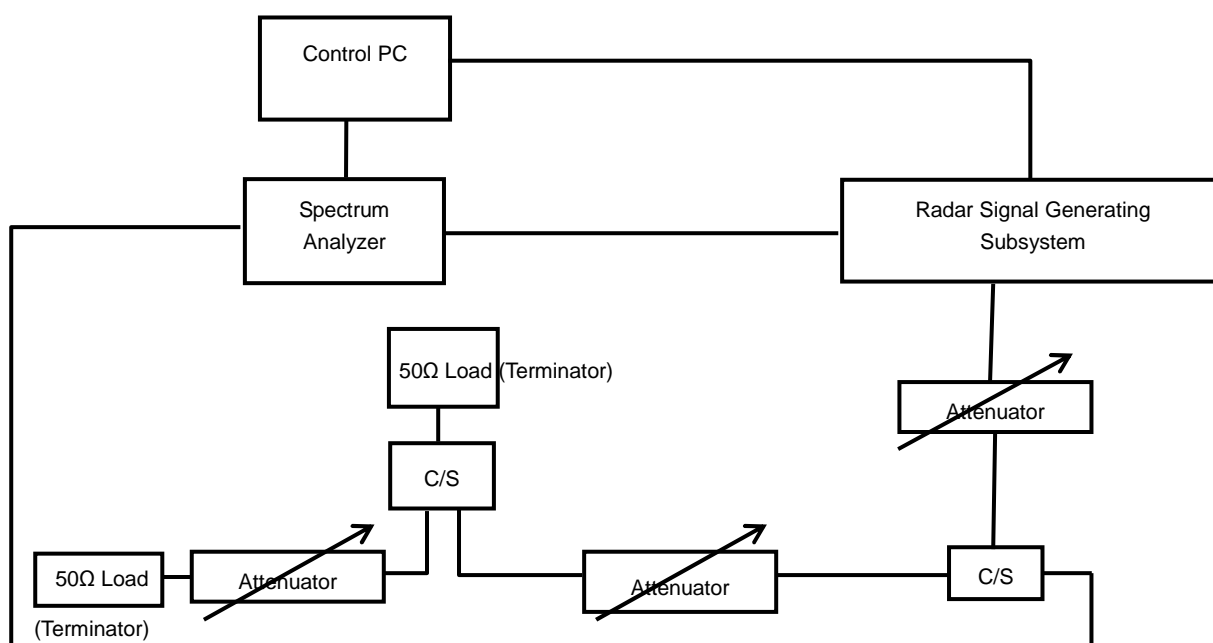 Control PC
Spectrum
Analyzer
Radar Signal Generating
Subsystem
50Ω Load (Terminator)
Attenuator
C/S
50Ω Load
(Terminator)
Attenuator
Attenuator
C/S